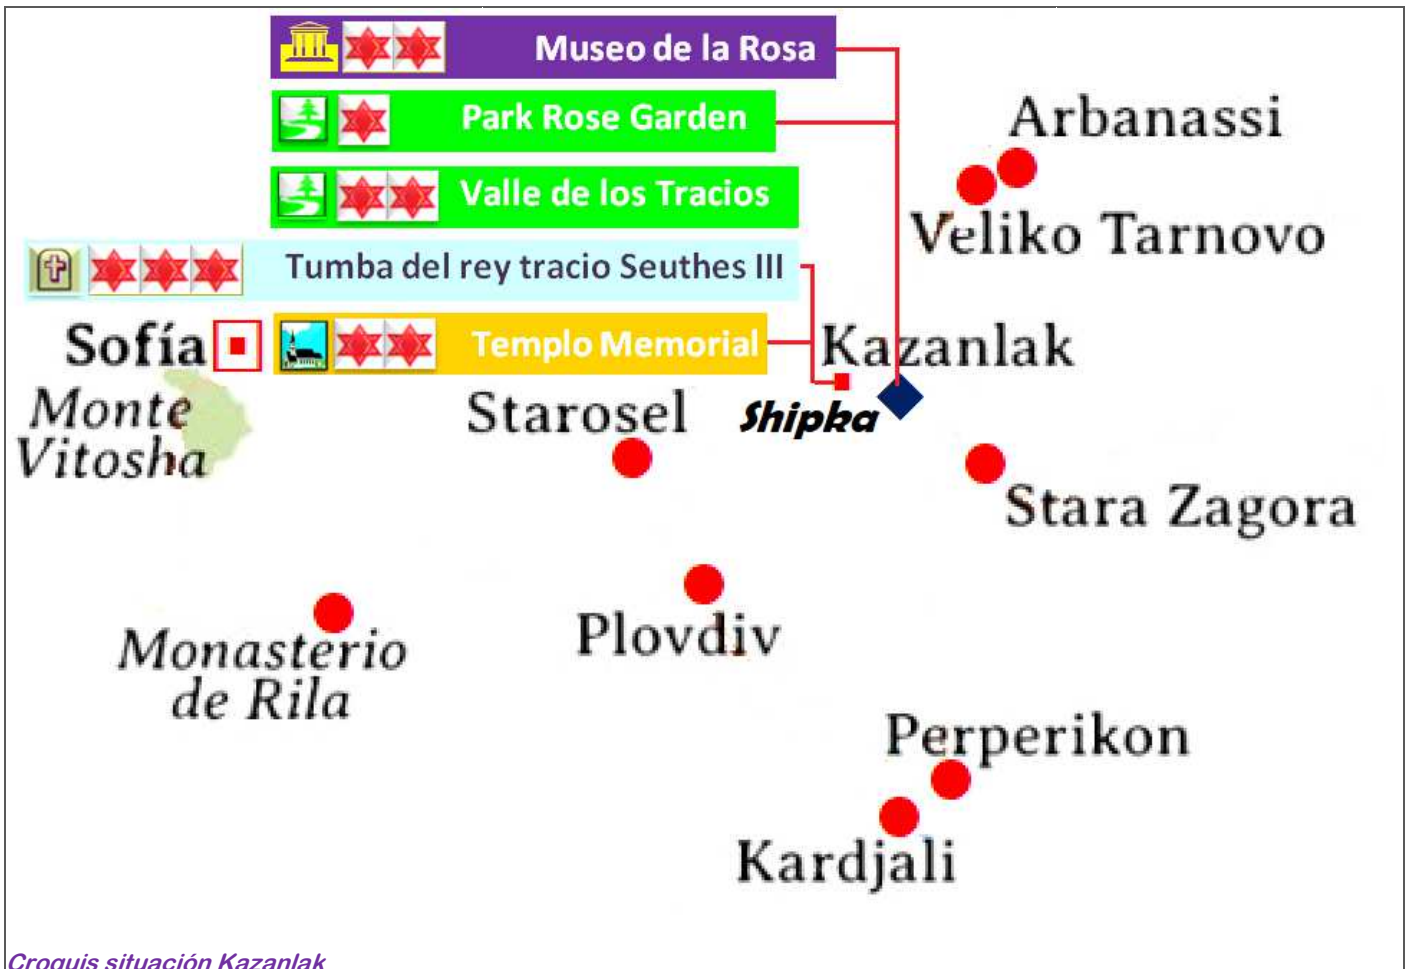 Museo de la Rosa
Park Rose Garden
Arbanassi
Valle de los Tracios
Veliko Tarnovo
Tumba del rey tracio Seuthes III
Sofía
Templo Memorial
Kazanlak
Monte
Vitosha
Starosel
Shipka
Stara Zagora
Monasterio
de Rila
Plovdiv
Perperikon
Kardjali
Croquis situación Kazanlak